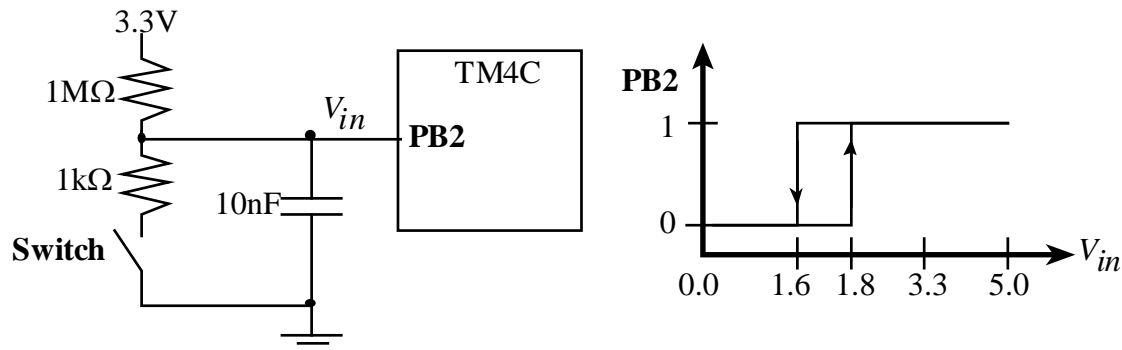 3.3V
1MΩ
1kΩ
Switch
10nF
V_in
TM4C
PB2
PB2
1
0
0.0 1.6 1.8 3.3 5.0
V_in